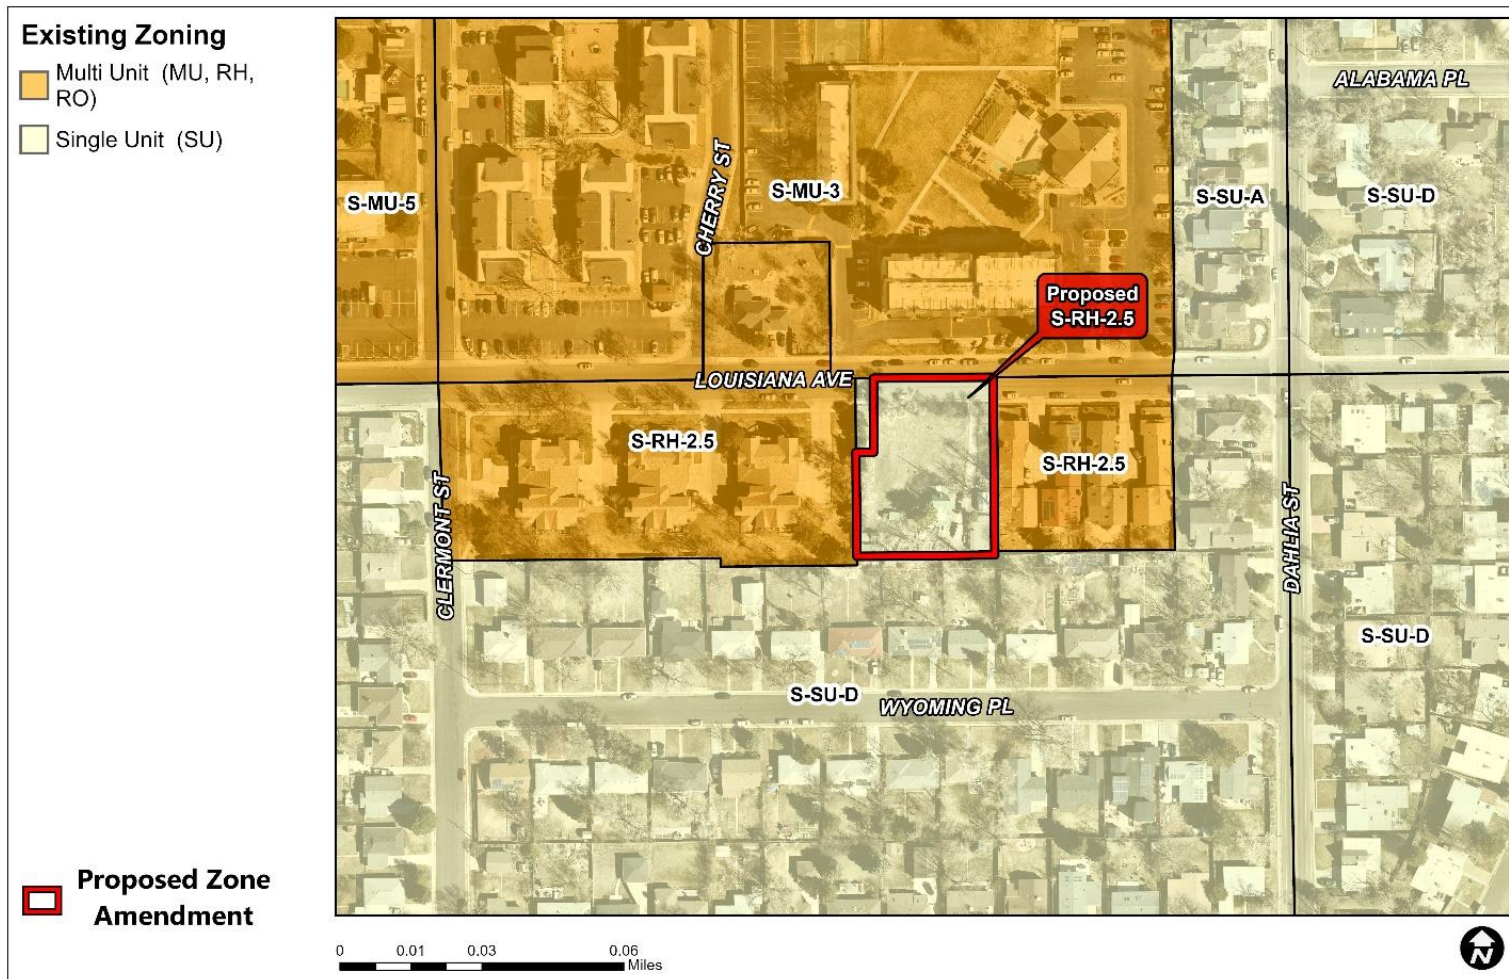 Existing Zoning
Multi Unit (MU, RH,
RO)
Single Unit (SU)
ALABAMA PL
CHERRY ST
S-MU-5
S-MU-3
S-SU-A
S-SU-D
Proposed
S-RH-2.5
LOUISIANA AVE
S-RH-2.5
S-RH-2.5
CLERMONT ST
DAHLIA ST
S-SU-D
S-SU-D
WYOMING PL
Proposed Zone
Amendment
0 0.01 0.03 0.06
Miles
N